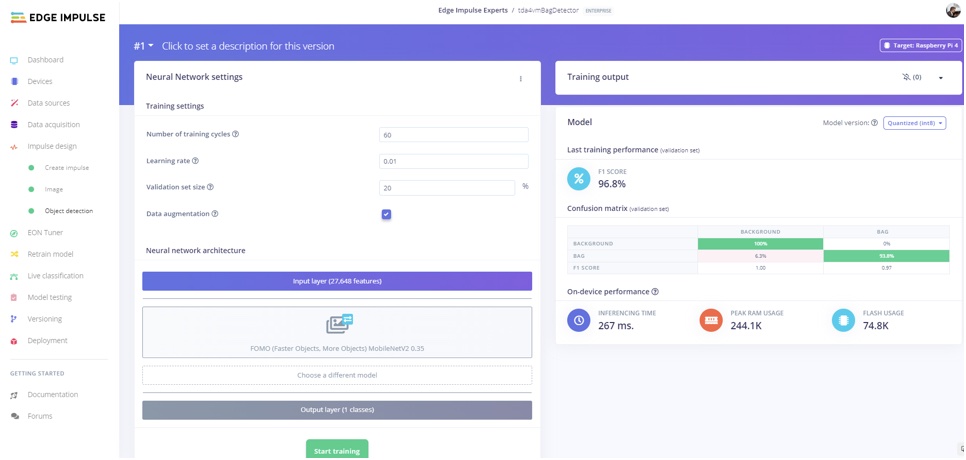 EDGE IMPULSE
Edge Impulse Experts / tda4vmBagDetector ENTERPRISE
#1 Click to set a description for this version
Target: Raspberry Pi 4
Dashboard
Devices
Data sources
Data acquisition
Impulse design
Create impulse
Image
Object detection
EON Tuner
Retrain model
Live classification
Model testing
Versioning
Deployment
GETTING STARTED
Documentation
Forums
Neural Network settings
Training settings
Number of training cycles 60
Learning rate 0.01
Validation set size 20 %
Data augmentation
Neural network architecture
Input layer (27,648 features)
FOMO (Faster Objects, More Objects) MobileNetV2 0.35
Choose a different model
Output layer (1 classes)
Start training
Training output (0)
Model Model version: Quantized (int8)
Last training performance (validation set)
F1 SCORE
96.8%
Confusion matrix (validation set)
BACKGROUND BAG
BACKGROUND 100% 0%
BAG 6.3% 93.8%
F1 SCORE 1.00 0.97
On-device performance
INFERENCING TIME
267 ms.
PEAK RAM USAGE
244.1K
FLASH USAGE
74.8K